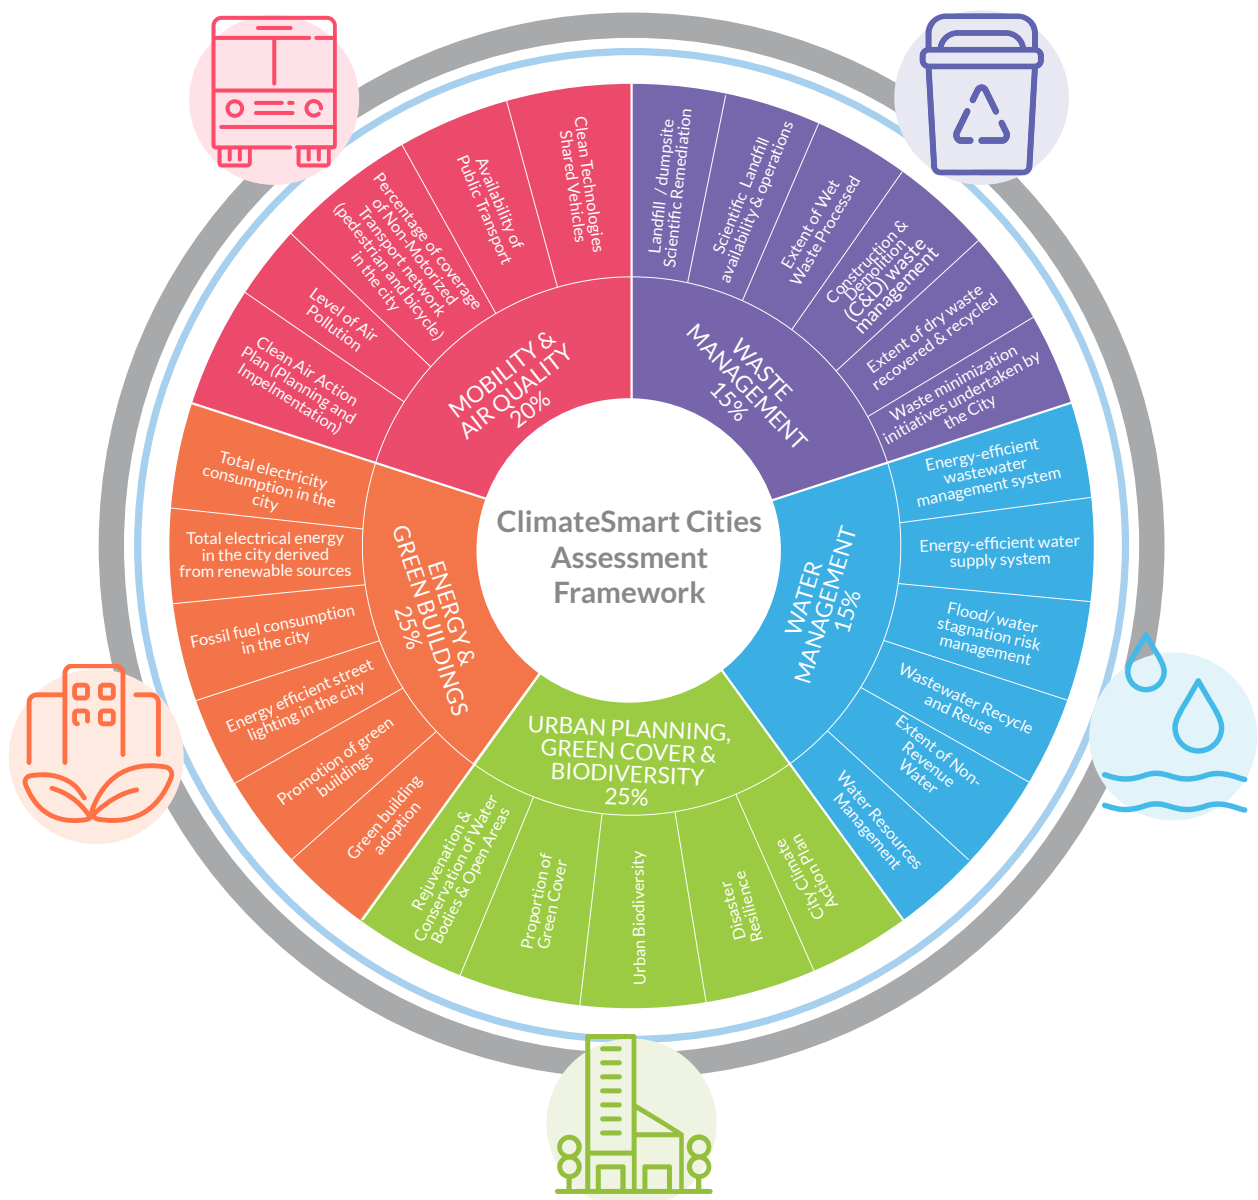 ClimateSmart Cities
Assessment
Framework
WASTE
MANAGEMENT
15%
Landfill / dumpsite
Scientific Remediation
Scientific Landfill
availability & operations
Extent of Wet
Waste Processed
Construction &
Demolition
(C&D) waste
management
Extent of dry waste
recovered & recycled
Waste minimization
initiatives undertaken by
the City
WATER
MANAGEMENT
15%
Energy-efficient
wastewater
management system
Energy-efficient water
supply system
Flood/ water
stagnation risk
management
Wastewater Recycle
and Reuse
Extent of Non-
Revenue
Water
Water Resources
Management
URBAN PLANNING,
GREEN COVER &
BIODIVERSITY
25%
City Climate
Action Plan
Disaster
Resilience
Urban Biodiversity
Proportion of
Green Cover
Rejuvenation &
Conservation of Water
Bodies & Open Areas
ENERGY &
GREEN BUILDINGS
25%
Green building
adoption
Promotion of green
buildings
Energy efficient street
lighting in the city
Fossil fuel consumption
in the city
Total electrical energy
in the city derived
from renewable sources
Total electricity
consumption in the
city
MOBILITY &
AIR QUALITY
20%
Clean Air Action
Plan (Planning and
Impelmentation)
Level of Air
Pollution
Percentage of coverage
of Non-Motorized
Transport network
(pedestrian and bicycle)
in the city
Availability of
Public Transport
Clean Technologies
Shared Vehicles